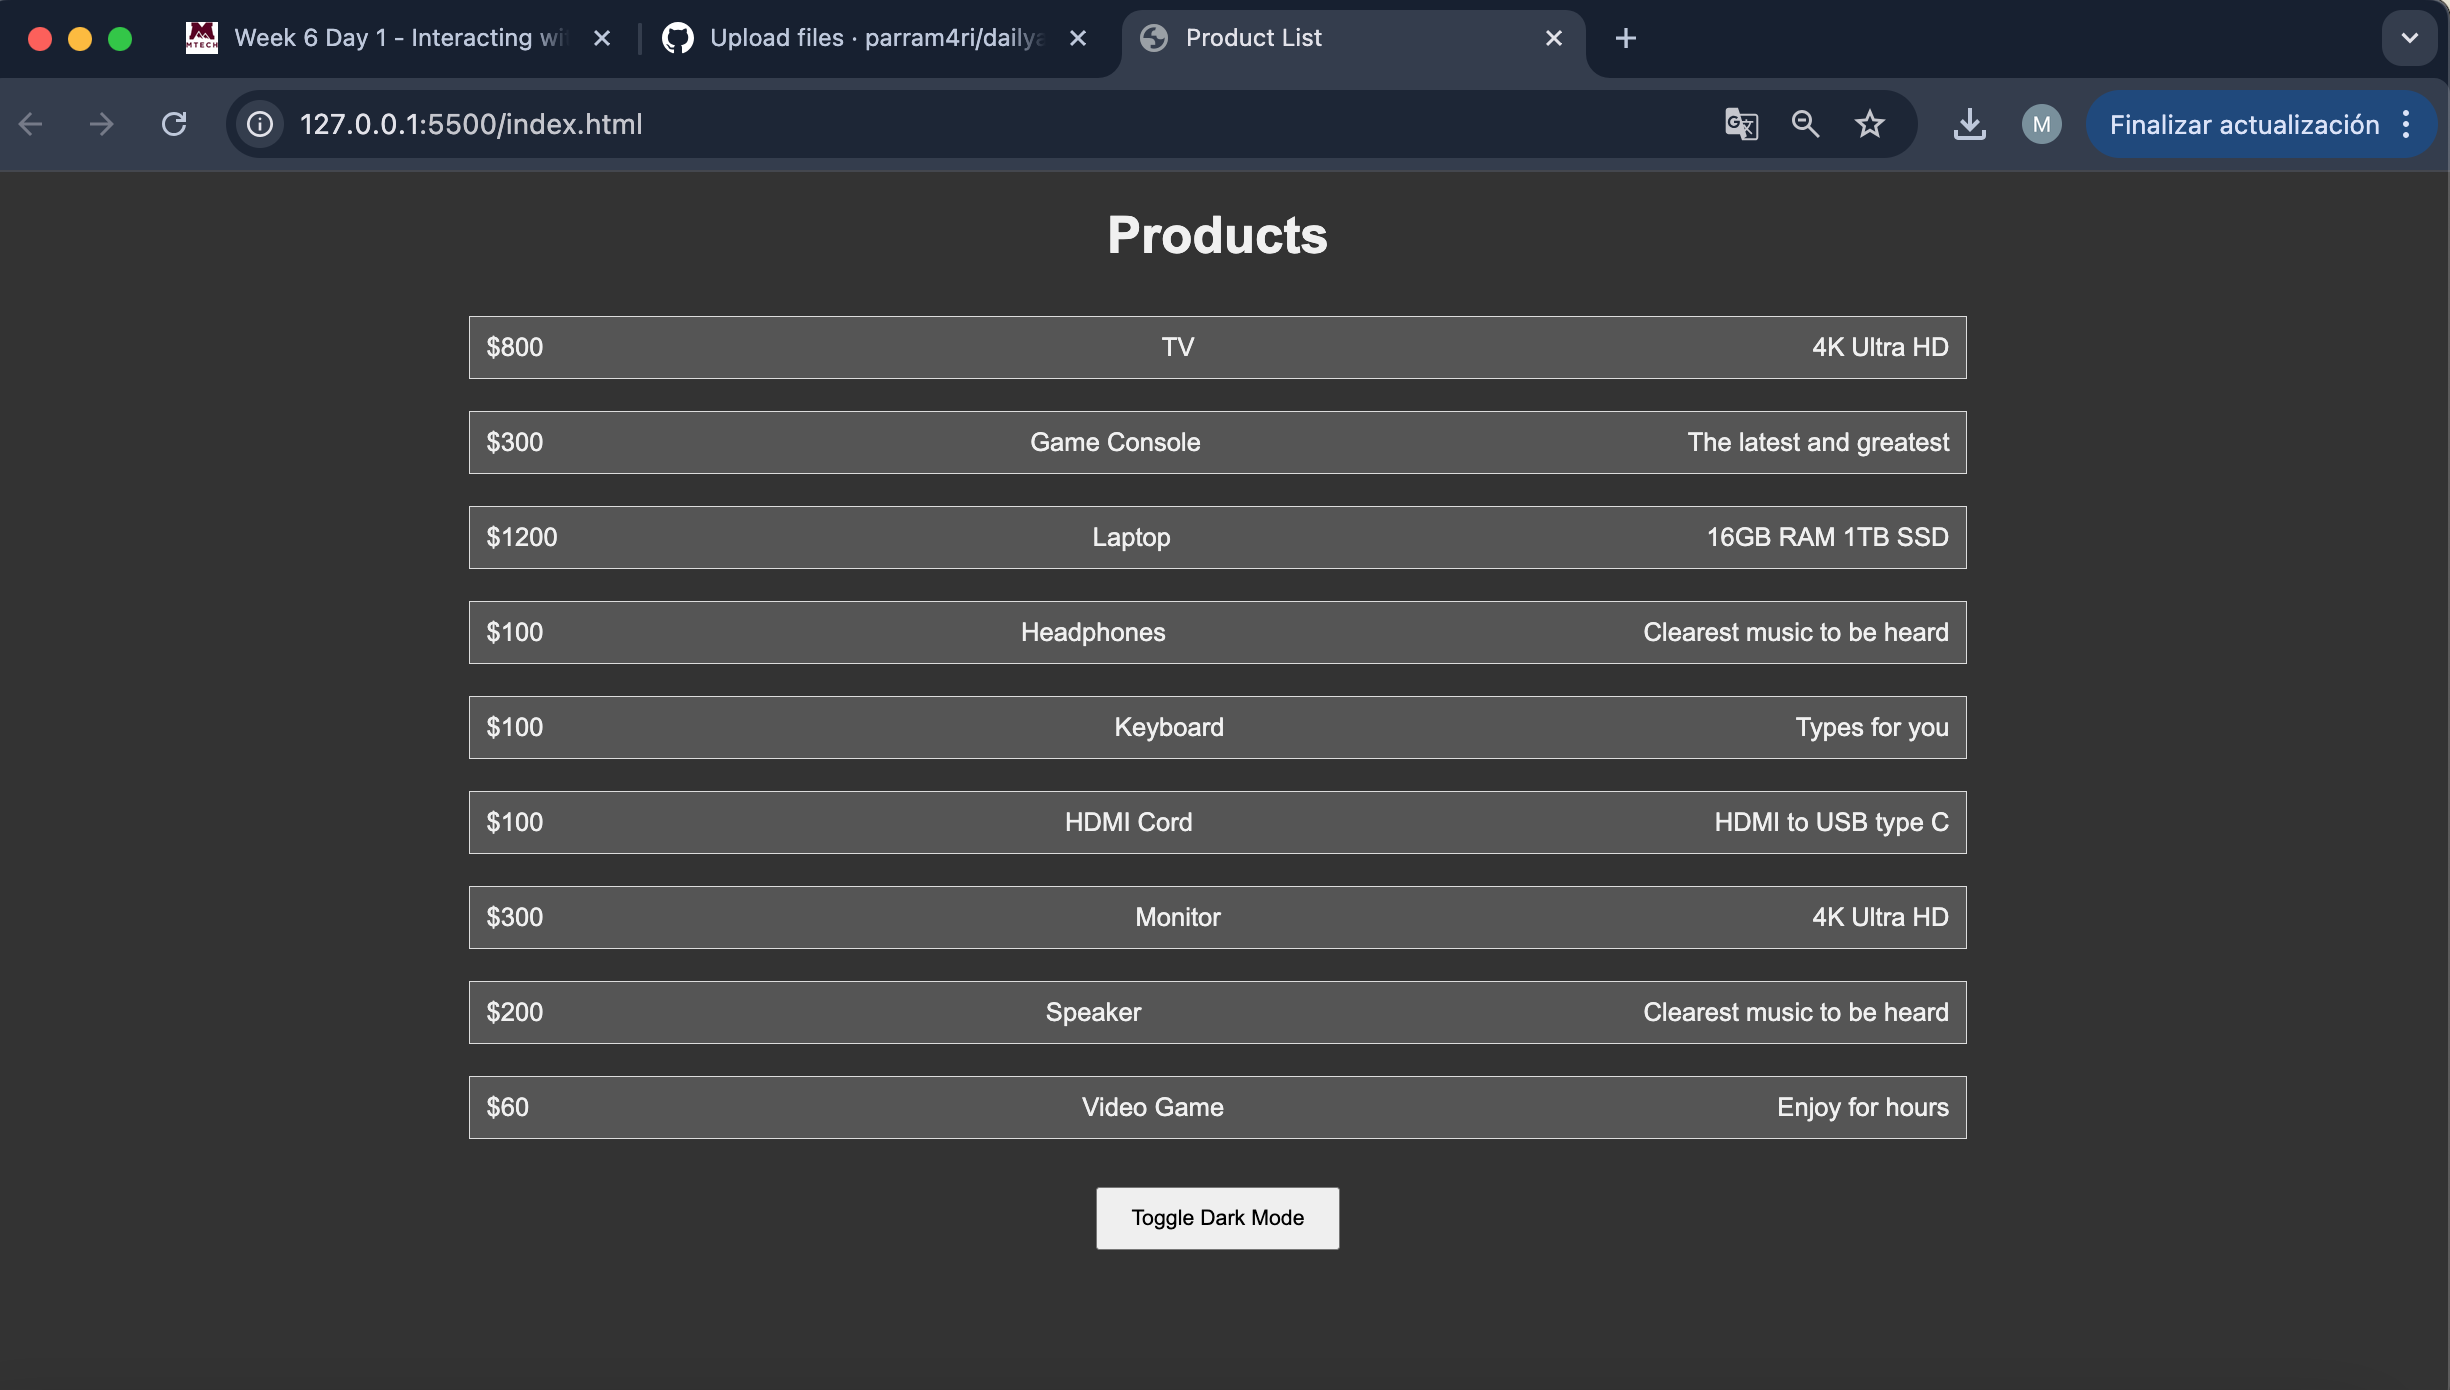 Week 6 Day 1 - Interacting wi
Upload files · parram4ri/daily
Product List
127.0.0.1:5500/index.html
M
Finalizar actualización
Products
$800 TV 4K Ultra HD
$300 Game Console The latest and greatest
$1200 Laptop 16GB RAM 1TB SSD
$100 Headphones Clearest music to be heard
$100 Keyboard Types for you
$100 HDMI Cord HDMI to USB type C
$300 Monitor 4K Ultra HD
$200 Speaker Clearest music to be heard
$60 Video Game Enjoy for hours
Toggle Dark Mode